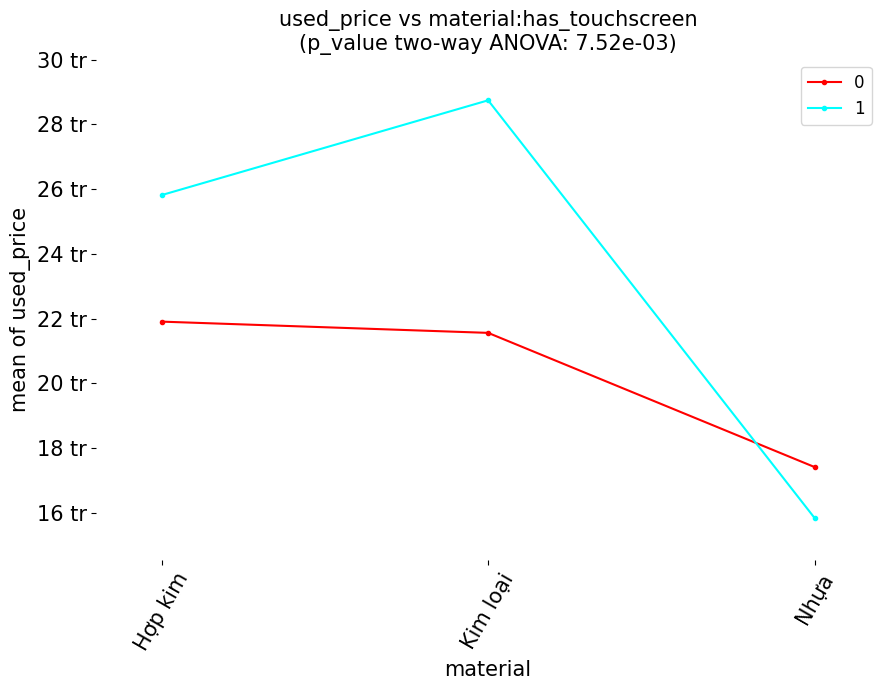 used_price vs material:has_touchscreen
(p_value two-way ANOVA: 7.52e-03)
30 tr
28 tr
26 tr
24 tr
22 tr
20 tr
18 tr
16 tr
mean of used_price
0
1
Hợp kim
Kim loại
Nhựa
material